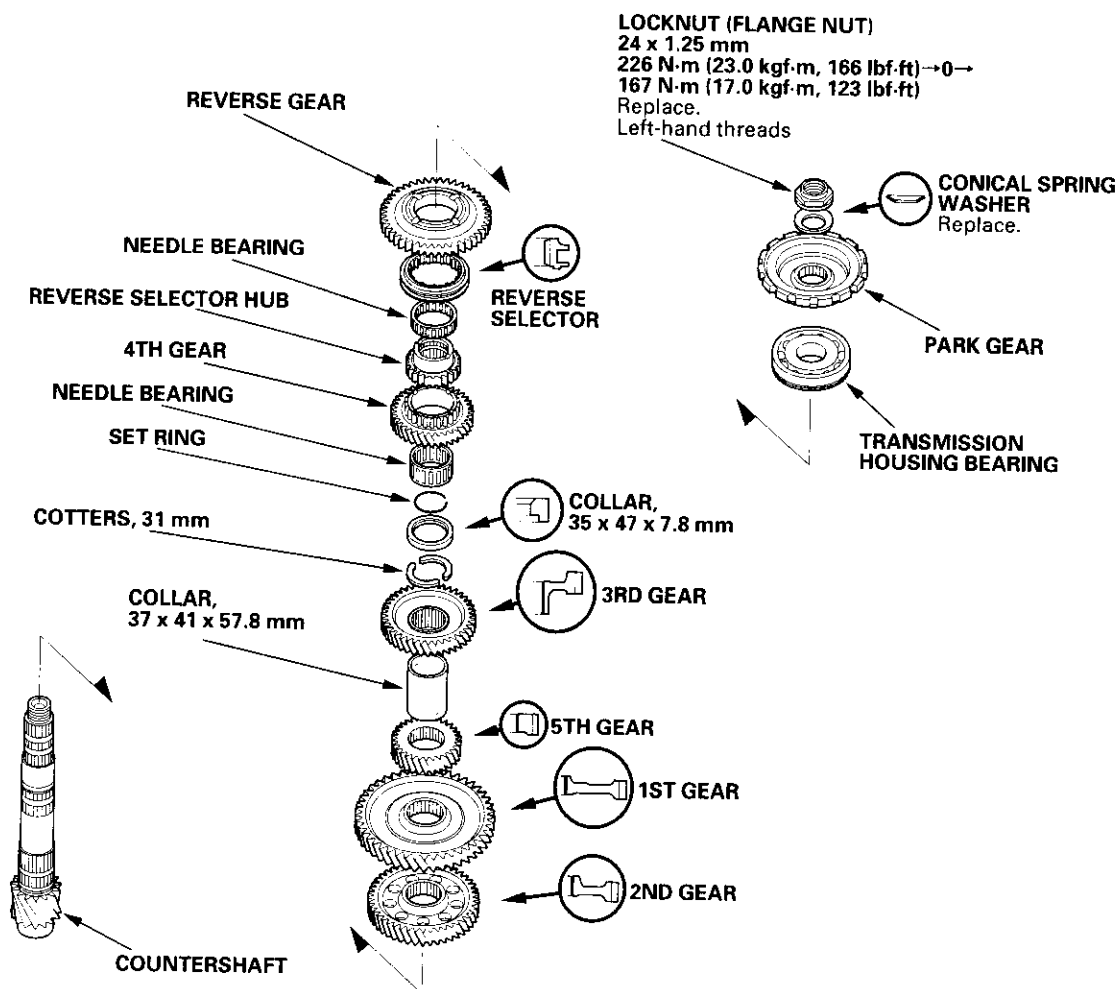 LOCKNUT (FLANGE NUT)
24 x 1.25 mm
226 N·m (23.0 kgf·m, 166 lbf·ft)→0→
167 N·m (17.0 kgf·m, 123 lbf·ft)
Replace.
Left-hand threads
CONICAL SPRING
WASHER
Replace.
PARK GEAR
TRANSMISSION
HOUSING BEARING
REVERSE GEAR
NEEDLE BEARING
REVERSE
SELECTOR
REVERSE SELECTOR HUB
4TH GEAR
NEEDLE BEARING
SET RING
COLLAR,
35 x 47 x 7.8 mm
COTTERS, 31 mm
3RD GEAR
COLLAR,
37 x 41 x 57.8 mm
5TH GEAR
1ST GEAR
2ND GEAR
COUNTERSHAFT